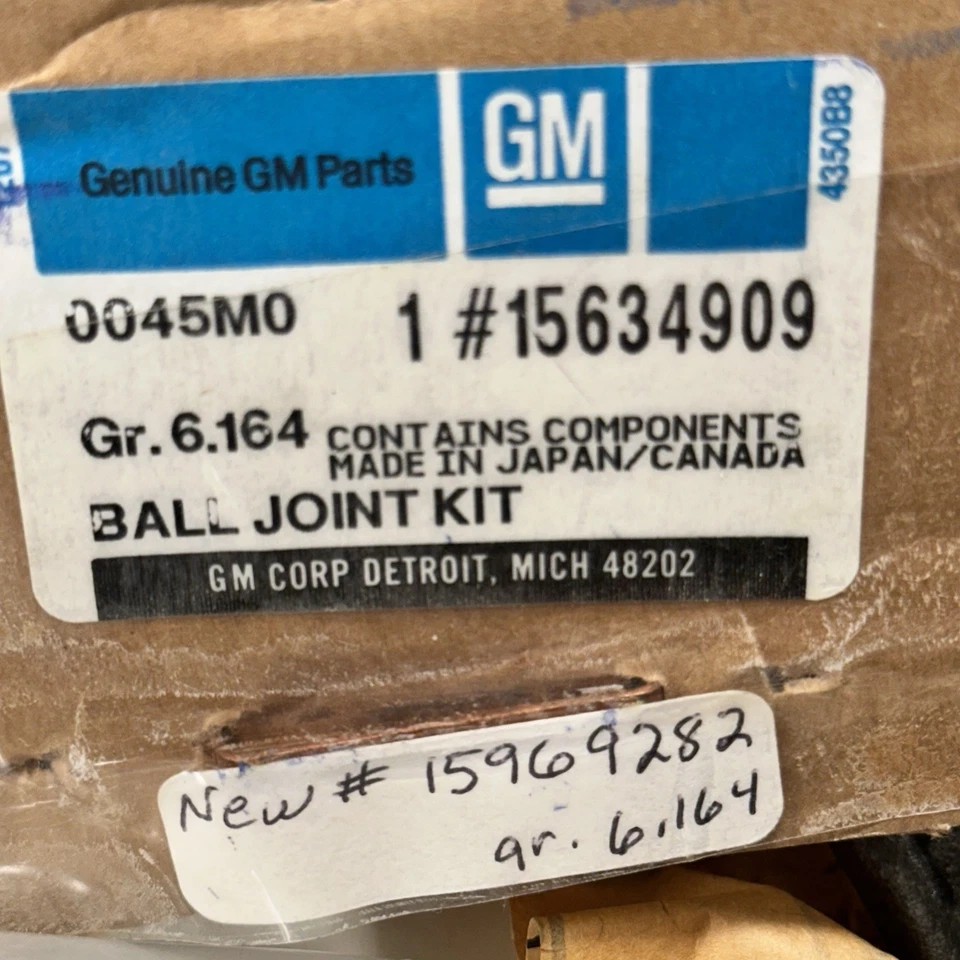 Genuine GM Parts
GM
4350B8
0045M0
1 #15634909
Gr. 6.164
CONTAINS COMPONENTS
MADE IN JAPAN/CANADA
BALL JOINT KIT
GM CORP DETROIT, MICH 48202
New # 15969282
gr. 6.164